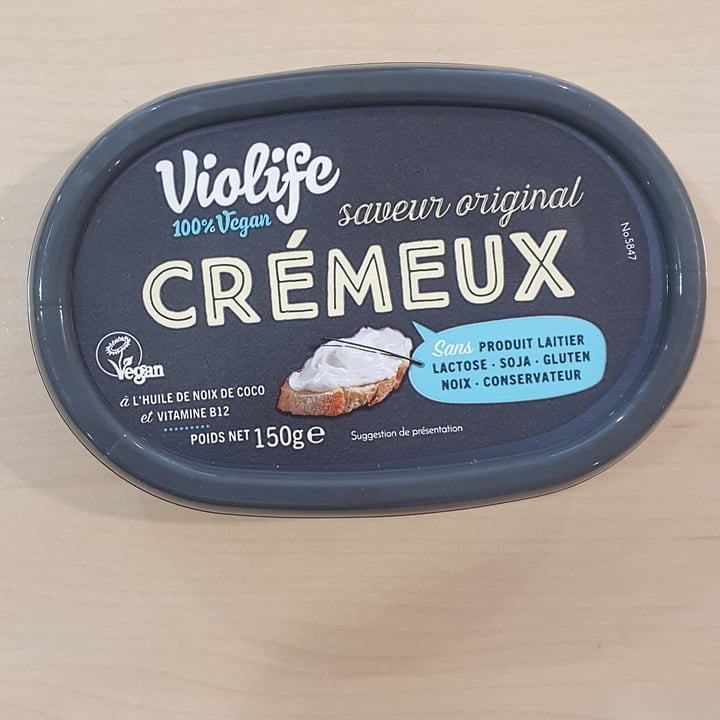 Violife
100% Vegan
saveur original
No.5847
CRÉMEUX
Sans PRODUIT LAITIER
LACTOSE · SOJA · GLUTEN
NOIX · CONSERVATEUR
Vegan
à L'HUILE DE NOIX DE COCO
et VITAMINE B12
POIDS NET 150g e
Suggestion de présentation